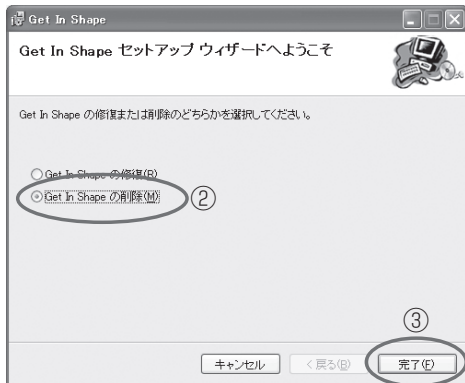 Get In Shape
Get In Shape セットアップ ウィザードへようこそ
Get In Shape の修復または削除のどちらかを選択してください。
Get In Shape の修復(R)
Get In Shape の削除(M)
②
③
キャンセル
< 戻る(B)
完了(F)